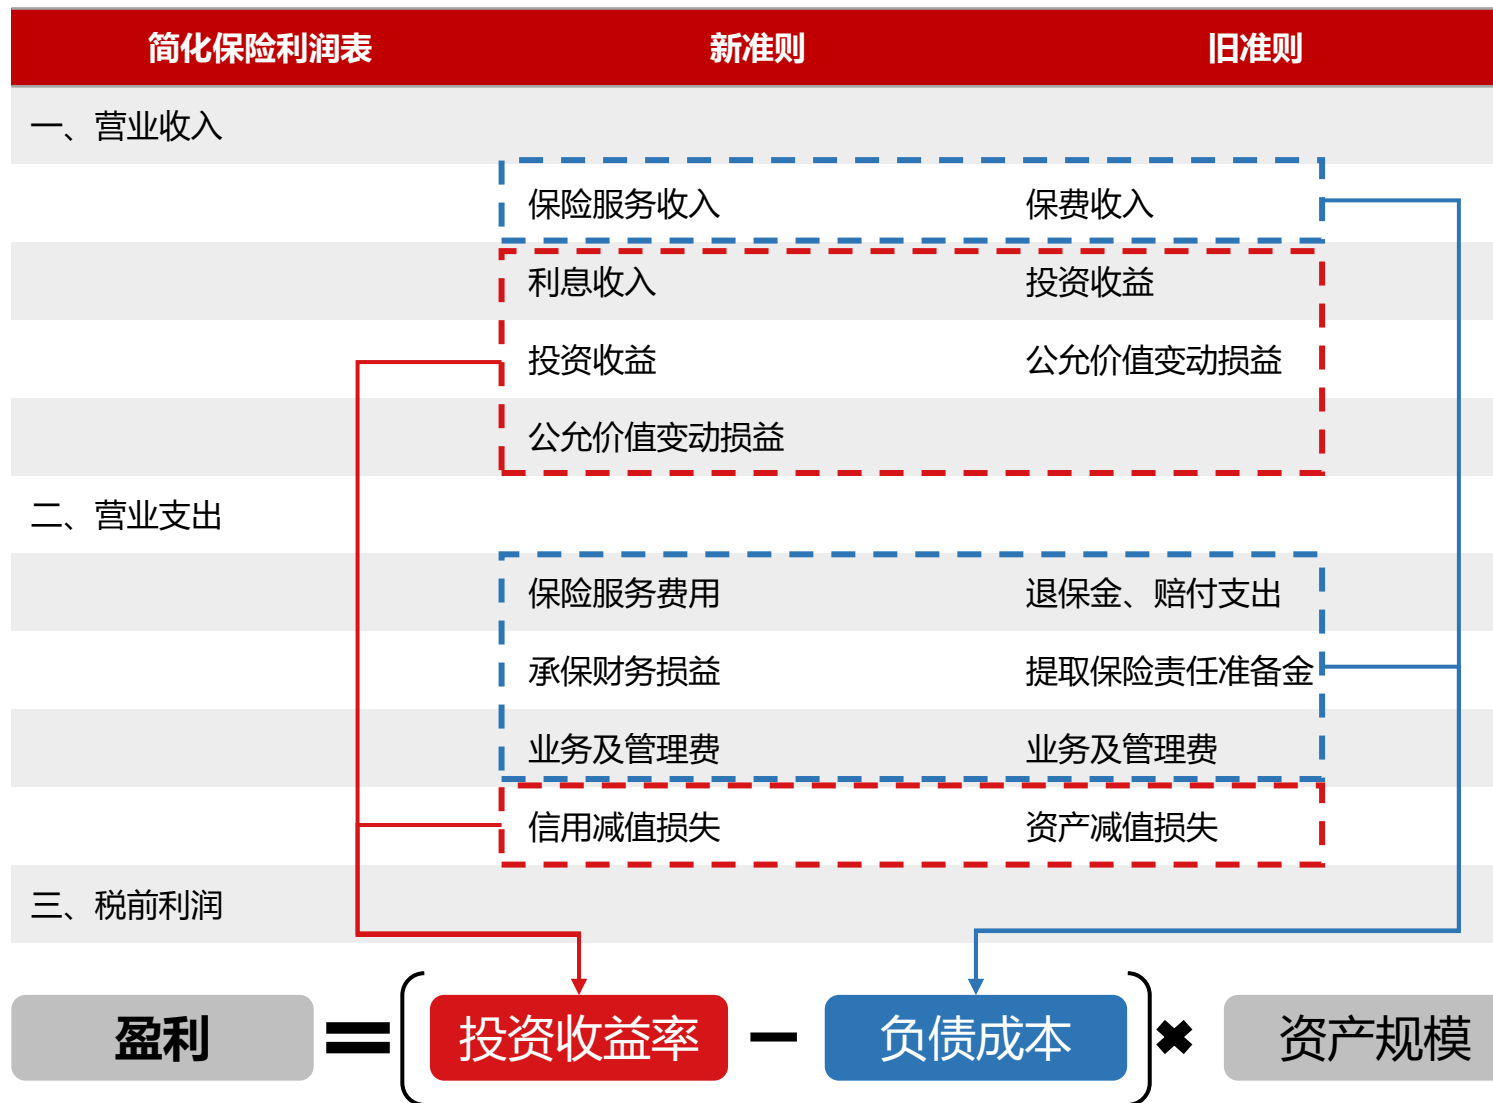 简化保险利润表 新准则 旧准则
一、营业收入
保险服务收入 保费收入
利息收入 投资收益
投资收益 公允价值变动损益
公允价值变动损益
二、营业支出
保险服务费用 退保金、赔付支出
承保财务损益 提取保险责任准备金
业务及管理费 业务及管理费
信用减值损失 资产减值损失
三、税前利润
盈利 = ( 投资收益率 − 负债成本 ) × 资产规模